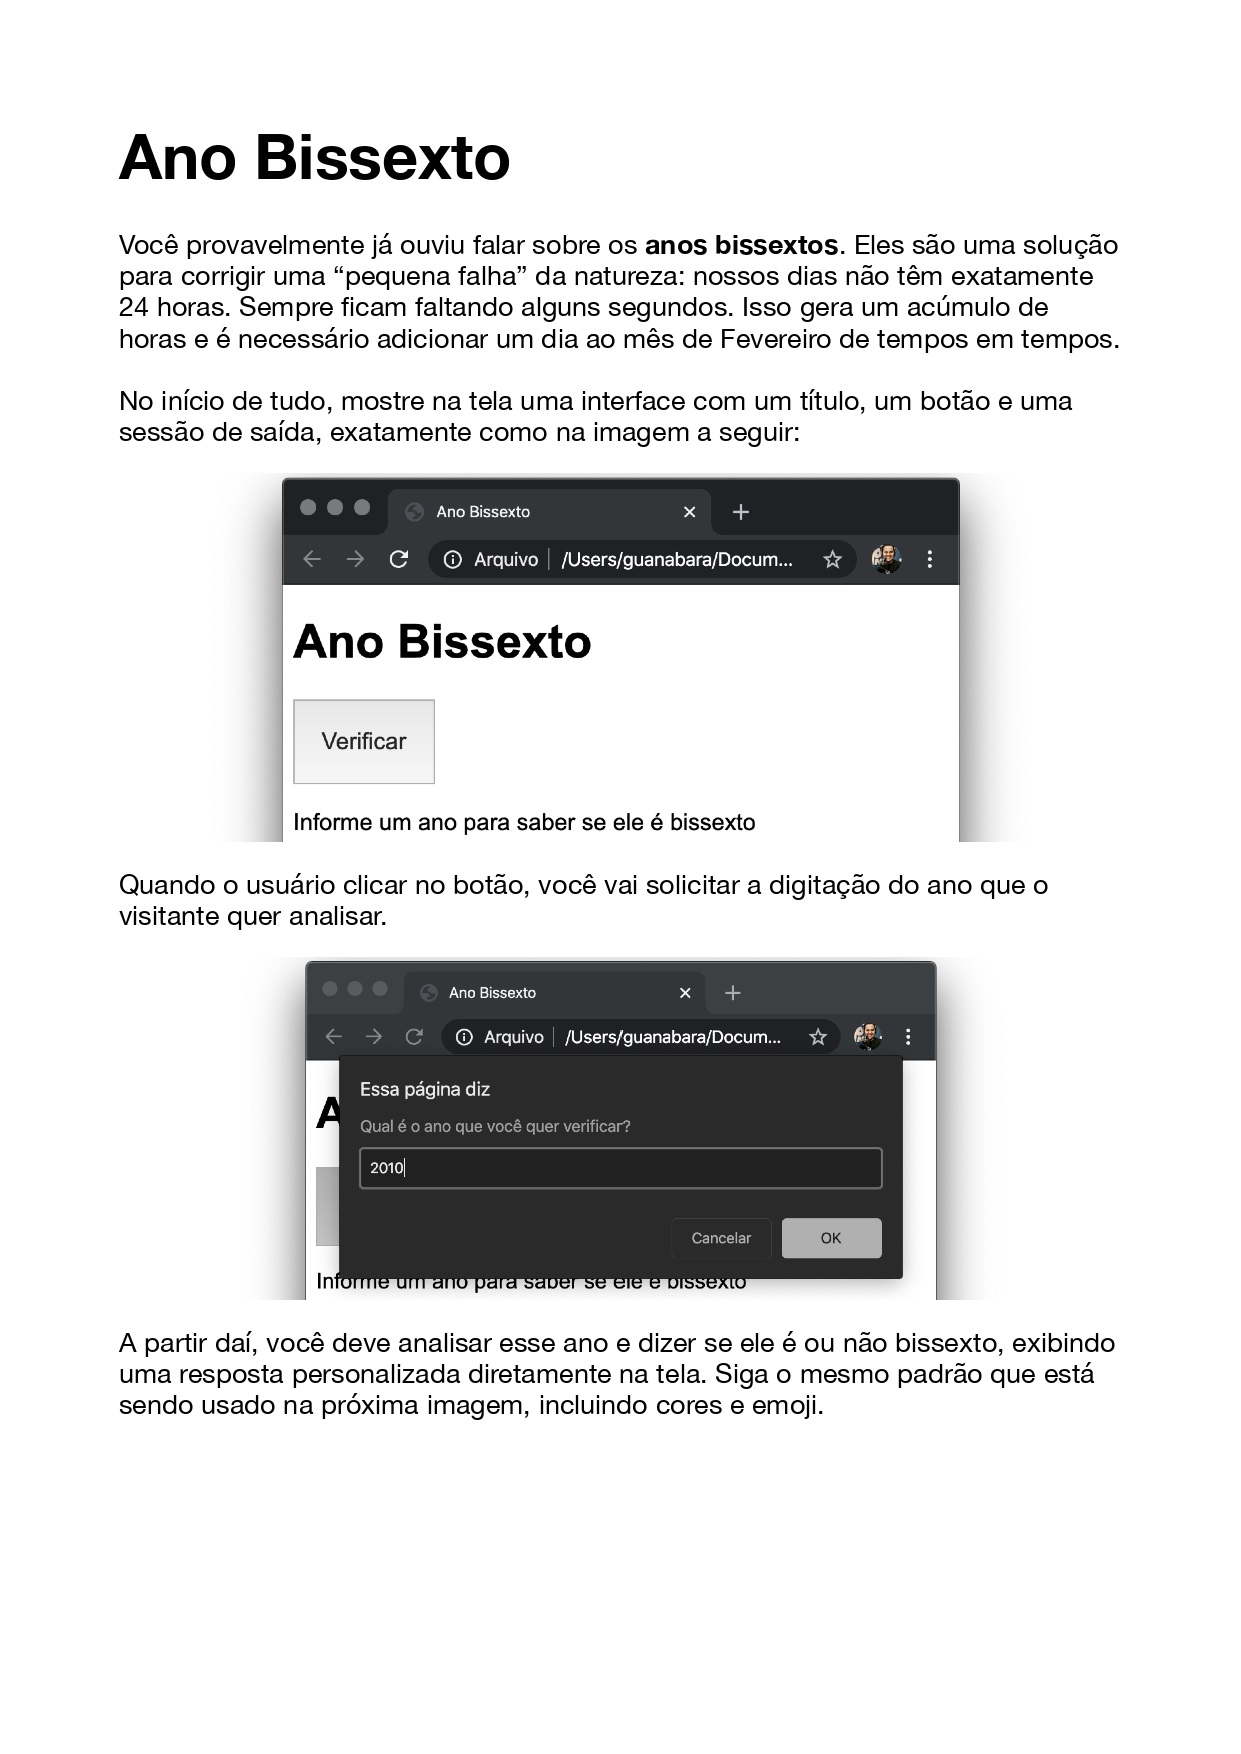 Ano Bissexto
Você provavelmente já ouviu falar sobre os anos bissextos. Eles são uma solução
para corrigir uma “pequena falha” da natureza: nossos dias não têm exatamente
24 horas. Sempre ficam faltando alguns segundos. Isso gera um acúmulo de
horas e é necessário adicionar um dia ao mês de Fevereiro de tempos em tempos.
No início de tudo, mostre na tela uma interface com um título, um botão e uma
sessão de saída, exatamente como na imagem a seguir:
Ano Bissexto
Arquivo | /Users/guanabara/Docum...
Ano Bissexto
Verificar
Informe um ano para saber se ele é bissexto
Quando o usuário clicar no botão, você vai solicitar a digitação do ano que o
visitante quer analisar.
Ano Bissexto
Arquivo | /Users/guanabara/Docum...
Essa página diz
A
Qual é o ano que você quer verificar?
2010
Cancelar OK
Informe um ano para saber se ele é bissexto
A partir daí, você deve analisar esse ano e dizer se ele é ou não bissexto, exibindo
uma resposta personalizada diretamente na tela. Siga o mesmo padrão que está
sendo usado na próxima imagem, incluindo cores e emoji.